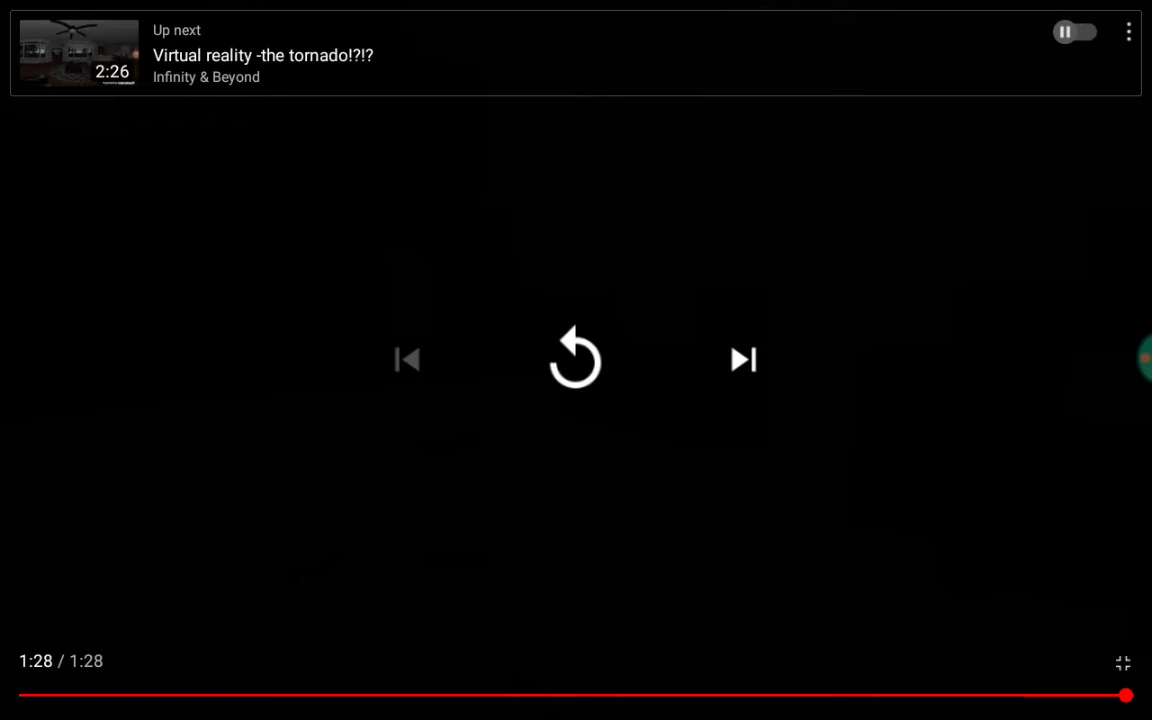 Up next
Virtual reality -the tornado!?!?
Infinity & Beyond
2:26
1:28 / 1:28